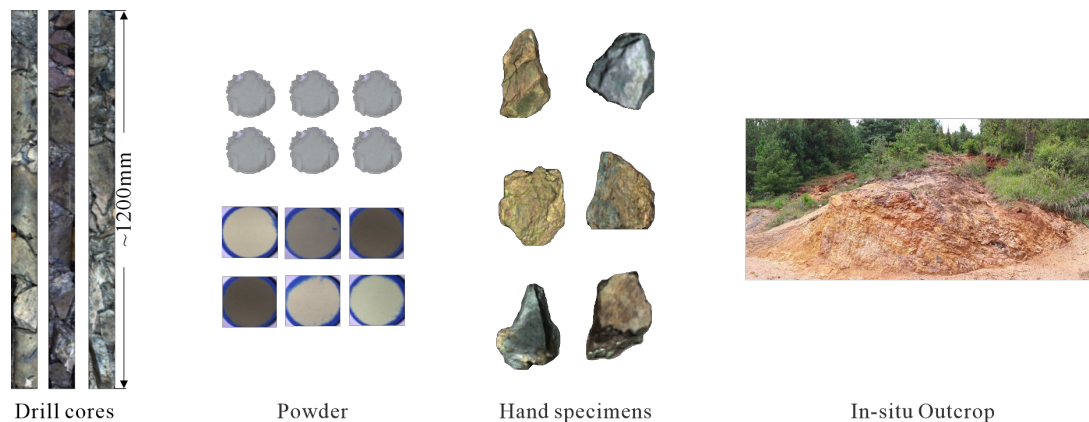 ~1200mm
Drill cores
Powder
Hand specimens
In-situ Outcrop